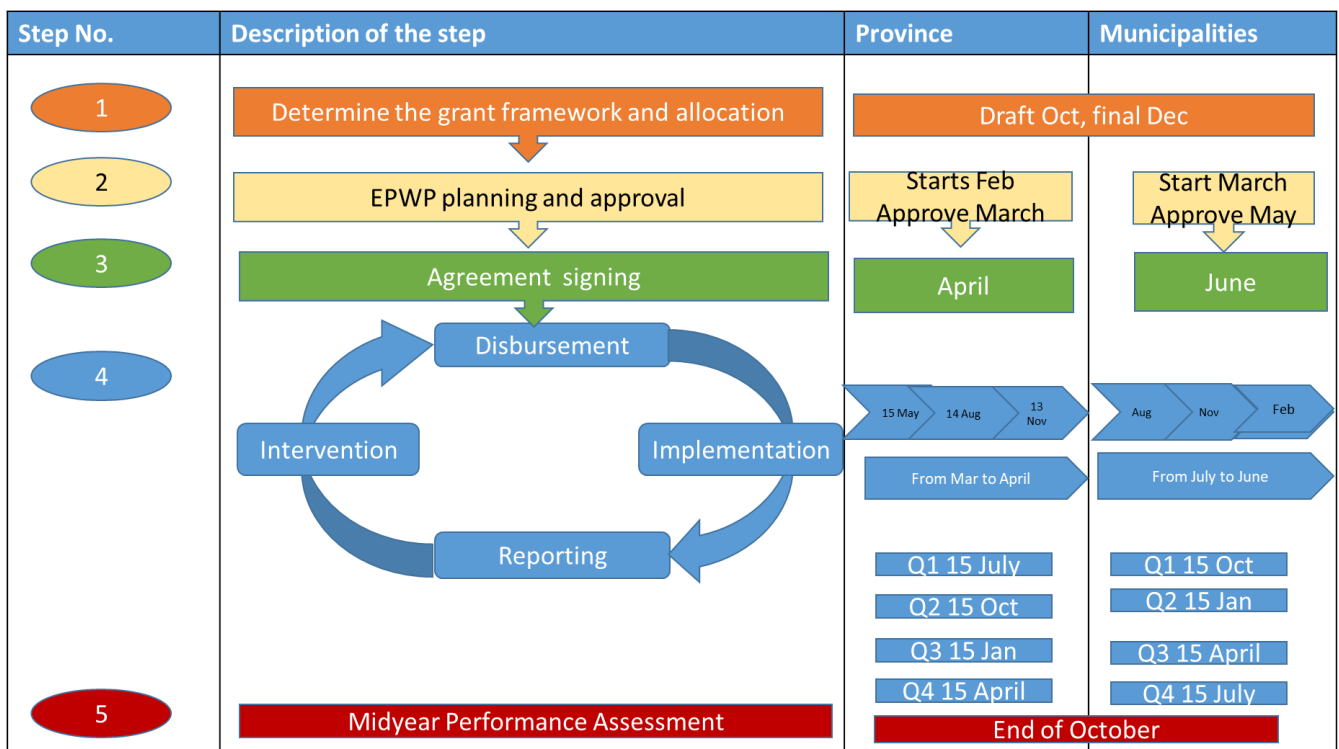 Step No.
Description of the step
Province
Municipalities
1
Determine the grant framework and allocation
Draft Oct, final Dec
2
EPWP planning and approval
Starts Feb
Approve March
Start March
Approve May
3
Agreement signing
April
June
4
Disbursement
Intervention
Implementation
Reporting
15 May
14 Aug
13
Nov
Aug
Nov
Feb
From Mar to April
From July to June
Q1 15 July
Q1 15 Oct
Q2 15 Oct
Q2 15 Jan
Q3 15 Jan
Q3 15 April
Q4 15 April
Q4 15 July
5
Midyear Performance Assessment
End of October